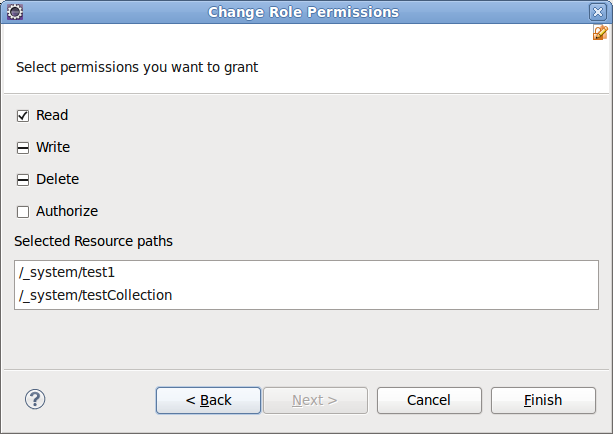 Change Role Permissions
Select permissions you want to grant
Read
Write
Delete
Authorize
Selected Resource paths
/_system/test1
/_system/testCollection
?
< Back
Next >
Cancel
Finish